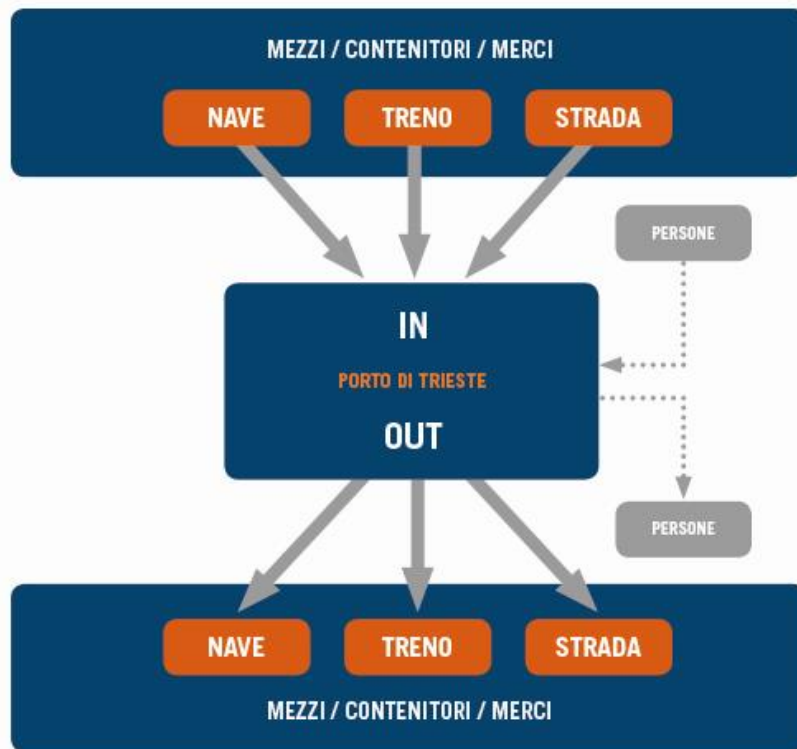 MEZZI / CONTENITORI / MERCI
NAVE
TRENO
STRADA
PERSONE
IN
PORTO DI TRIESTE
OUT
PERSONE
NAVE
TRENO
STRADA
MEZZI / CONTENITORI / MERCI